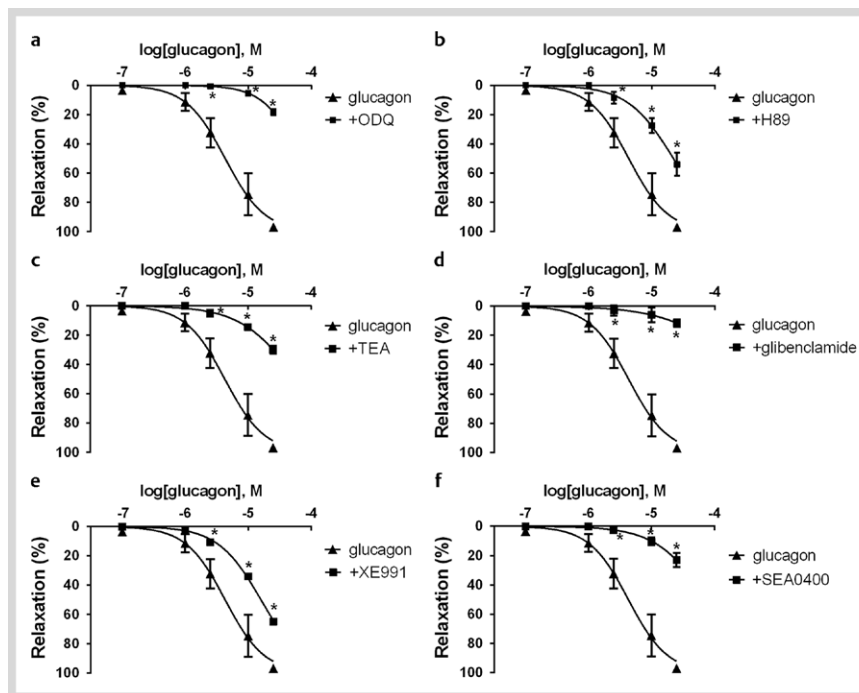 a
log[glucagon], M
-7 -6 -5 -4
0
20
40
60
80
100
Relaxation (%)
glucagon
+ODQ
* * *
b
log[glucagon], M
-7 -6 -5 -4
0
20
40
60
80
100
Relaxation (%)
glucagon
+H89
* * *
c
log[glucagon], M
-7 -6 -5 -4
0
20
40
60
80
100
Relaxation (%)
glucagon
+TEA
* * *
d
log[glucagon], M
-7 -6 -5 -4
0
20
40
60
80
100
Relaxation (%)
glucagon
+glibenclamide
* * *
e
log[glucagon], M
-7 -6 -5 -4
0
20
40
60
80
100
Relaxation (%)
glucagon
+XE991
* * *
f
log[glucagon], M
-7 -6 -5 -4
0
20
40
60
80
100
Relaxation (%)
glucagon
+SEA0400
* * *